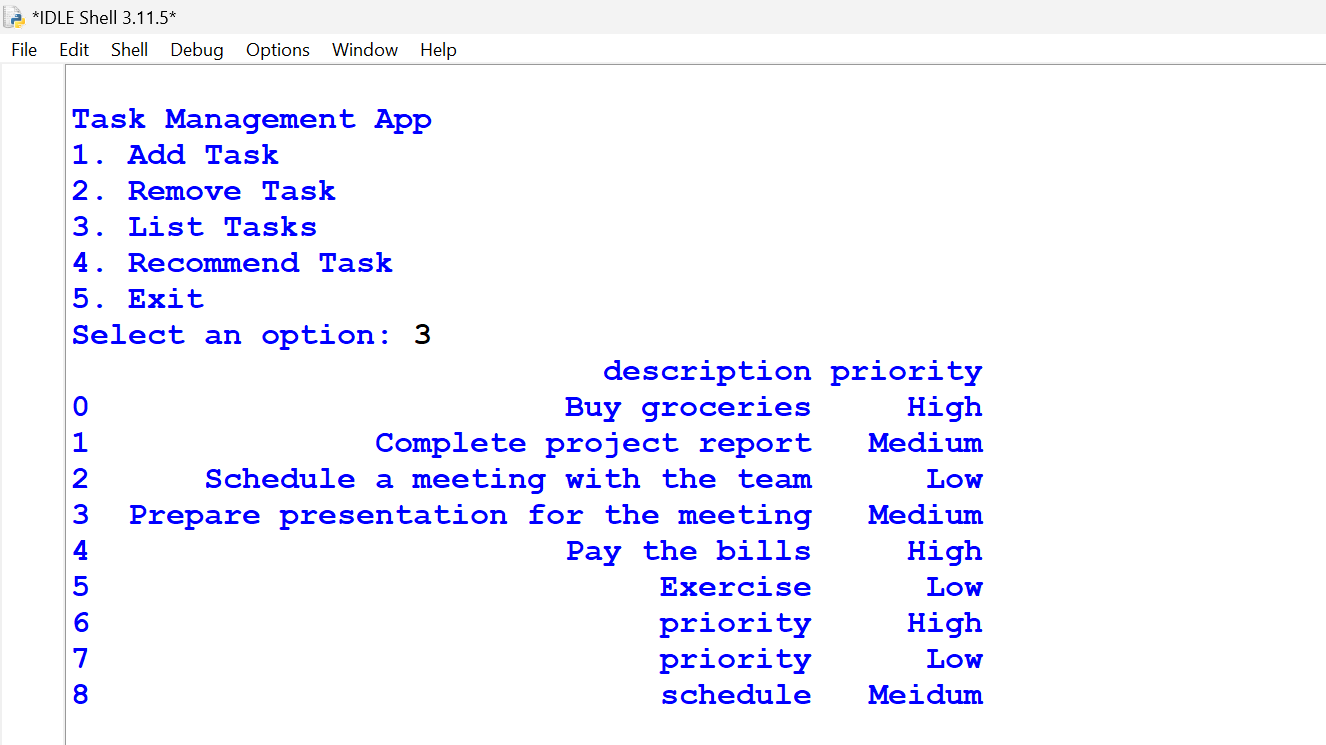 *IDLE Shell 3.11.5*
File Edit Shell Debug Options Window Help
Task Management App
1. Add Task
2. Remove Task
3. List Tasks
4. Recommend Task
5. Exit
Select an option: 3
description priority
0 Buy groceries High
1 Complete project report Medium
2 Schedule a meeting with the team Low
3 Prepare presentation for the meeting Medium
4 Pay the bills High
5 Exercise Low
6 priority High
7 priority Low
8 schedule Meidum